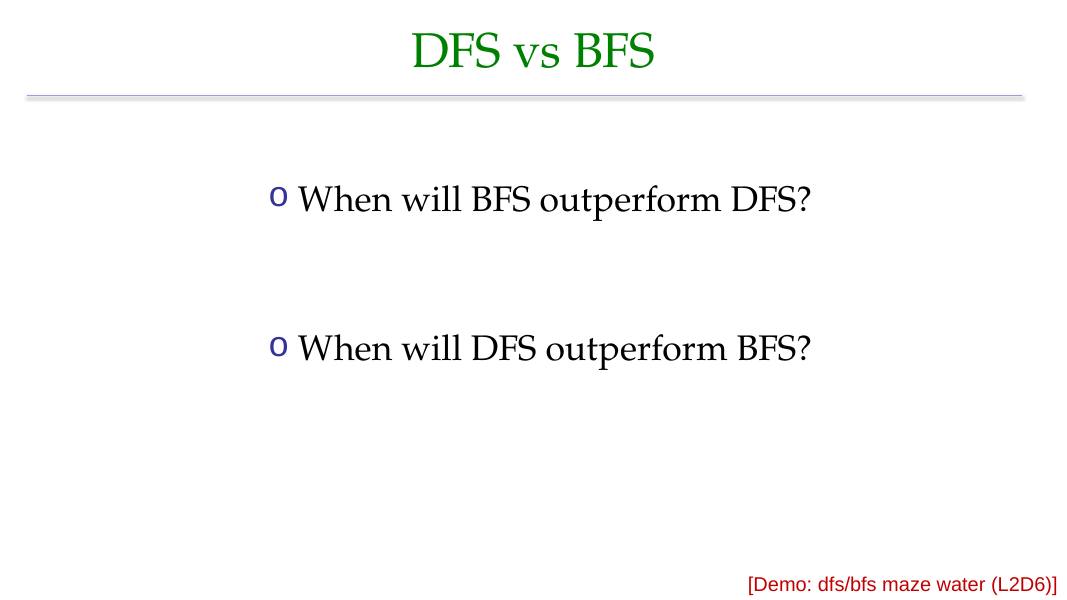 DFS vs BFS
o When will BFS outperform DFS?
o When will DFS outperform BFS?
[Demo: dfs/bfs maze water (L2D6)]